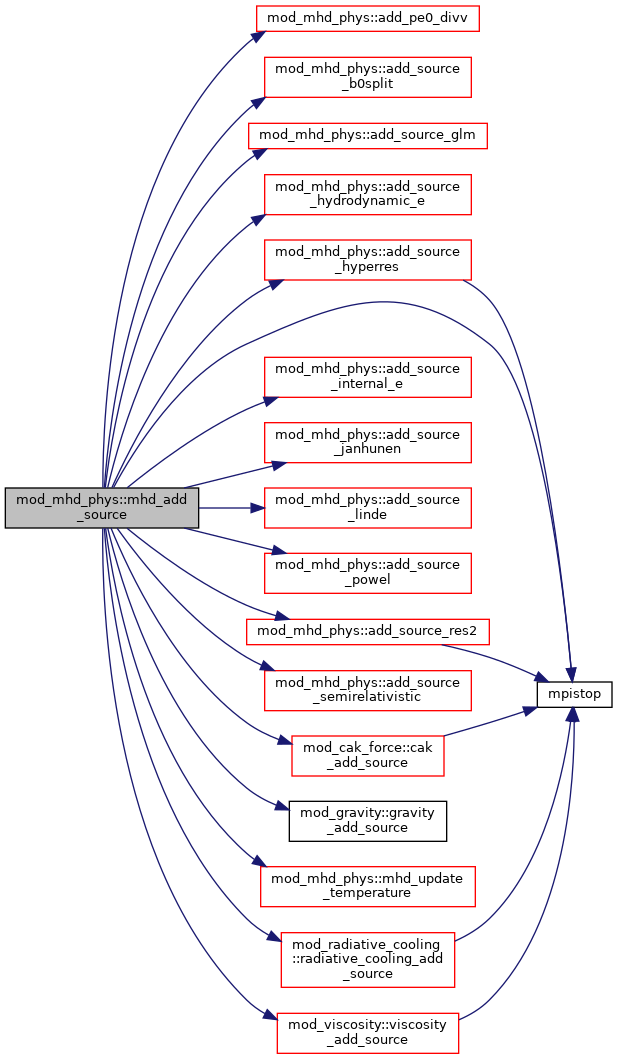 mod_mhd_phys::add_pe0_divv
mod_mhd_phys::add_source
_b0split
mod_mhd_phys::add_source_glm
mod_mhd_phys::add_source
_hydrodynamic_e
mod_mhd_phys::add_source
_hyperres
mod_mhd_phys::add_source
_internal_e
mod_mhd_phys::add_source
_janhunen
mod_mhd_phys::mhd_add
_source
mod_mhd_phys::add_source
_linde
mod_mhd_phys::add_source
_powel
mod_mhd_phys::add_source_res2
mod_mhd_phys::add_source
_semirelativistic
mpistop
mod_cak_force::cak
_add_source
mod_gravity::gravity
_add_source
mod_mhd_phys::mhd_update
_temperature
mod_radiative_cooling
::radiative_cooling_add
_source
mod_viscosity::viscosity
_add_source